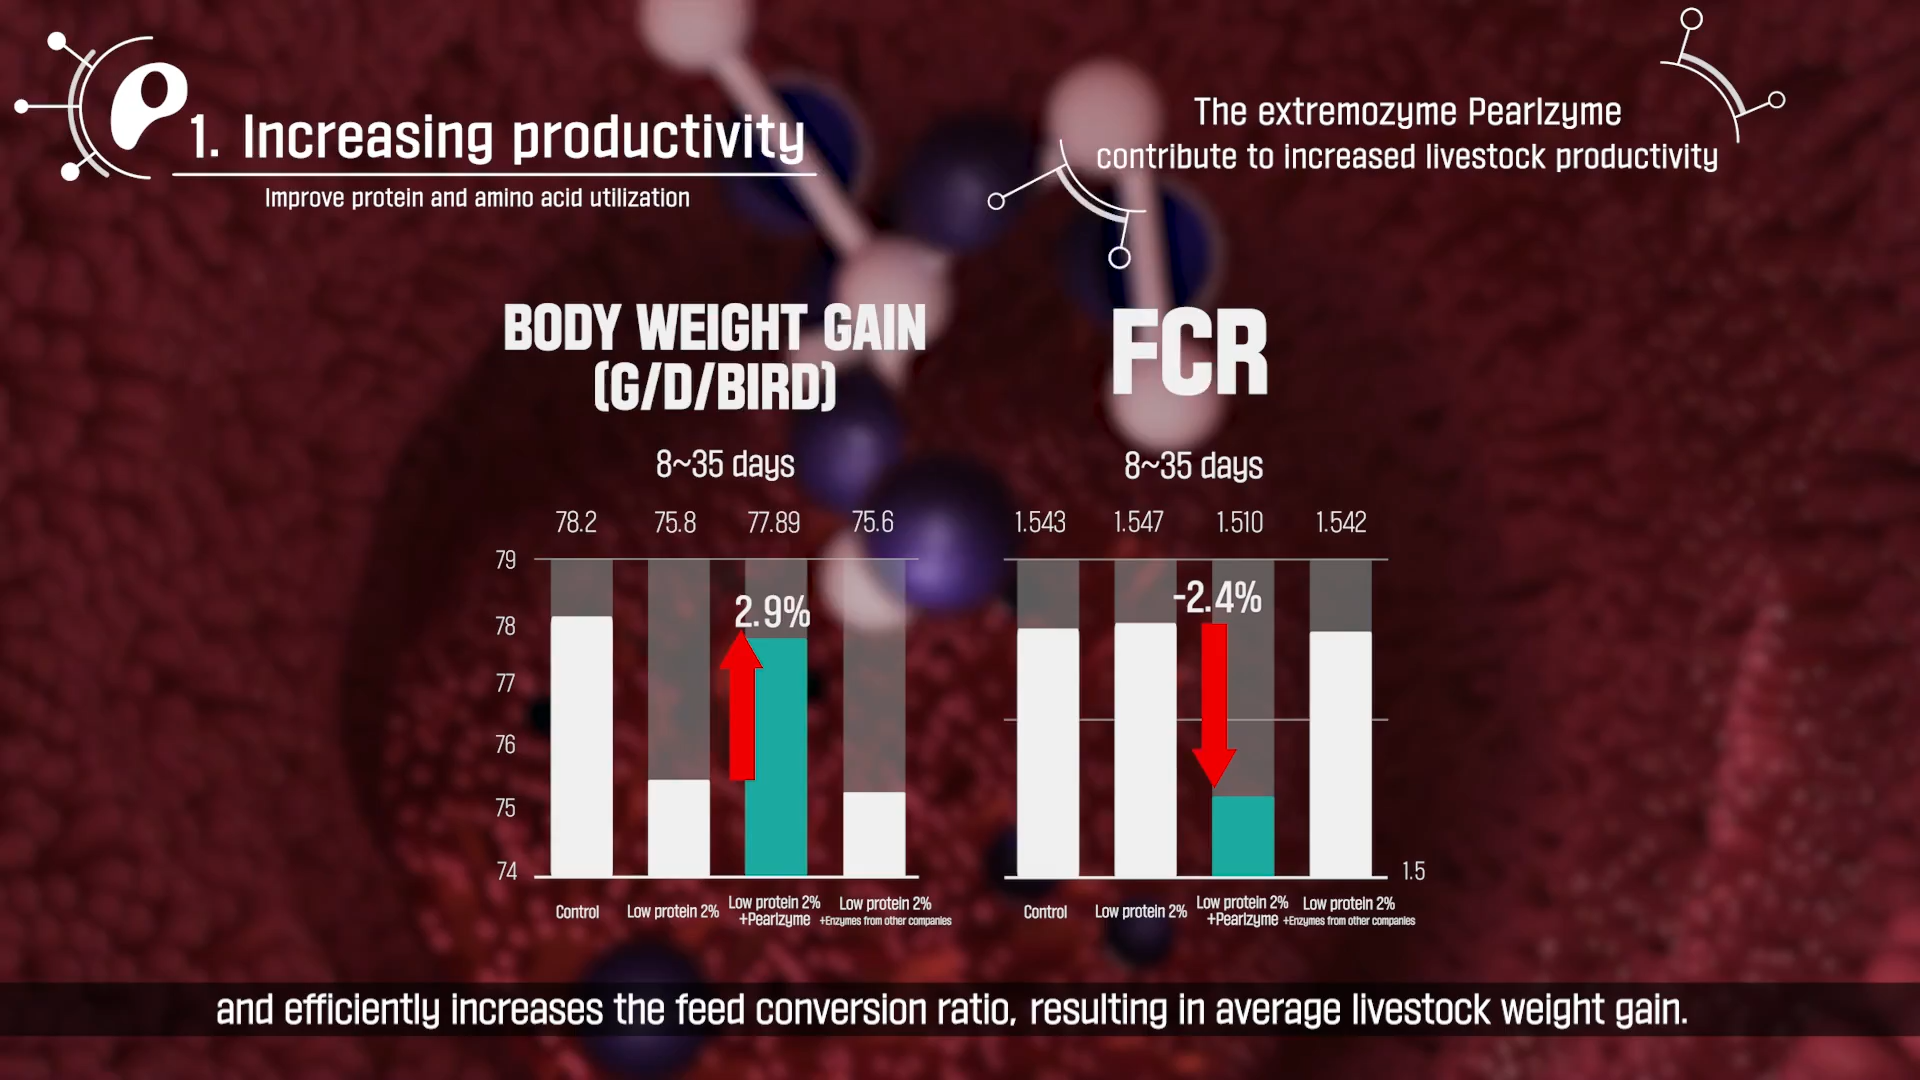 1. Increasing productivity
Improve protein and amino acid utilization
The extremozyme Pearlzyme
contribute to increased livestock productivity
BODY WEIGHT GAIN
(G/D/BIRD)
8~35 days
78.2 75.8 77.89 75.6
79
78
77
76
75
74
2.9%
Control
Low protein 2%
Low protein 2%
+Pearlzyme
Low protein 2%
+Enzymes from other companies
FCR
8~35 days
1.543 1.547 1.510 1.542
-2.4%
1.5
Control
Low protein 2%
Low protein 2%
+Pearlzyme
Low protein 2%
+Enzymes from other companies
and efficiently increases the feed conversion ratio, resulting in average livestock weight gain.